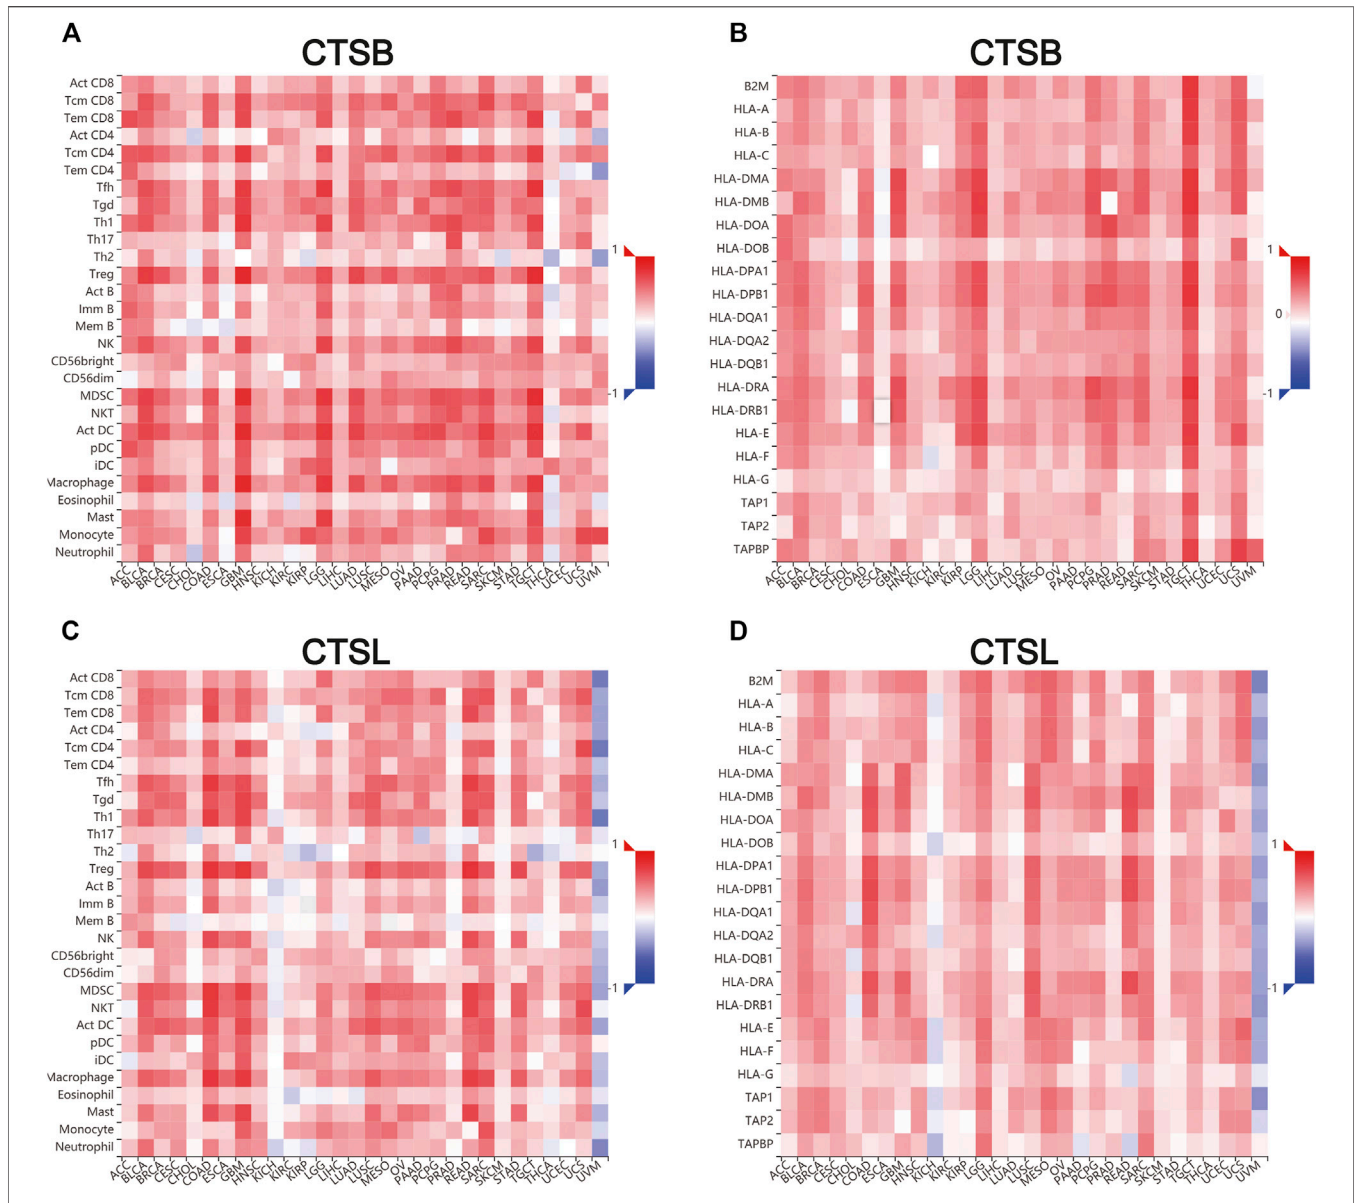 A
CTSB
Act CD8
Tcm CD8
Tem CD8
Act CD4
Tcm CD4
Tem CD4
Tfh
Tgd
Th1
Th17
Th2
Treg
Act B
Imm B
Mem B
NK
CD56bright
CD56dim
MDSC
NKT
Act DC
pDC
iDC
Macrophage
Eosinophil
Mast
Monocyte
Neutrophil
ACC BLCA BRCA CESC CHOL COAD ESCA GBM HNSC KICH KIRC KIRP LGG LIHC LUAD LUSC MESO OV PAAD PCPG PRAD READ SARC SKCM STAD TGCT THCA UCEC UCS UVM
1
-1
B
CTSB
B2M
HLA-A
HLA-B
HLA-C
HLA-DMA
HLA-DMB
HLA-DOA
HLA-DOB
HLA-DPA1
HLA-DPB1
HLA-DQA1
HLA-DQA2
HLA-DQB1
HLA-DRA
HLA-DRB1
HLA-E
HLA-F
HLA-G
TAP1
TAP2
TAPBP
ACC BLCA BRCA CESC CHOL COAD ESCA GBM HNSC KICH KIRC KIRP LGG LIHC LUAD LUSC MESO OV PAAD PCPG PRAD READ SARC SKCM STAD TGCT THCA UCEC UCS UVM
1
0
-1
C
CTSL
Act CD8
Tcm CD8
Tem CD8
Act CD4
Tcm CD4
Tem CD4
Tfh
Tgd
Th1
Th17
Th2
Treg
Act B
Imm B
Mem B
NK
CD56bright
CD56dim
MDSC
NKT
Act DC
pDC
iDC
Macrophage
Eosinophil
Mast
Monocyte
Neutrophil
ACC BLCA BRCA CESC CHOL COAD ESCA GBM HNSC KICH KIRC KIRP LGG LIHC LUAD LUSC MESO OV PAAD PCPG PRAD READ SARC SKCM STAD TGCT THCA UCEC UCS UVM
1
-1
D
CTSL
B2M
HLA-A
HLA-B
HLA-C
HLA-DMA
HLA-DMB
HLA-DOA
HLA-DOB
HLA-DPA1
HLA-DPB1
HLA-DQA1
HLA-DQA2
HLA-DQB1
HLA-DRA
HLA-DRB1
HLA-E
HLA-F
HLA-G
TAP1
TAP2
TAPBP
ACC BLCA BRCA CESC CHOL COAD ESCA GBM HNSC KICH KIRC KIRP LGG LIHC LUAD LUSC MESO OV PAAD PCPG PRAD READ SARC SKCM STAD TGCT THCA UCEC UCS UVM
1
-1